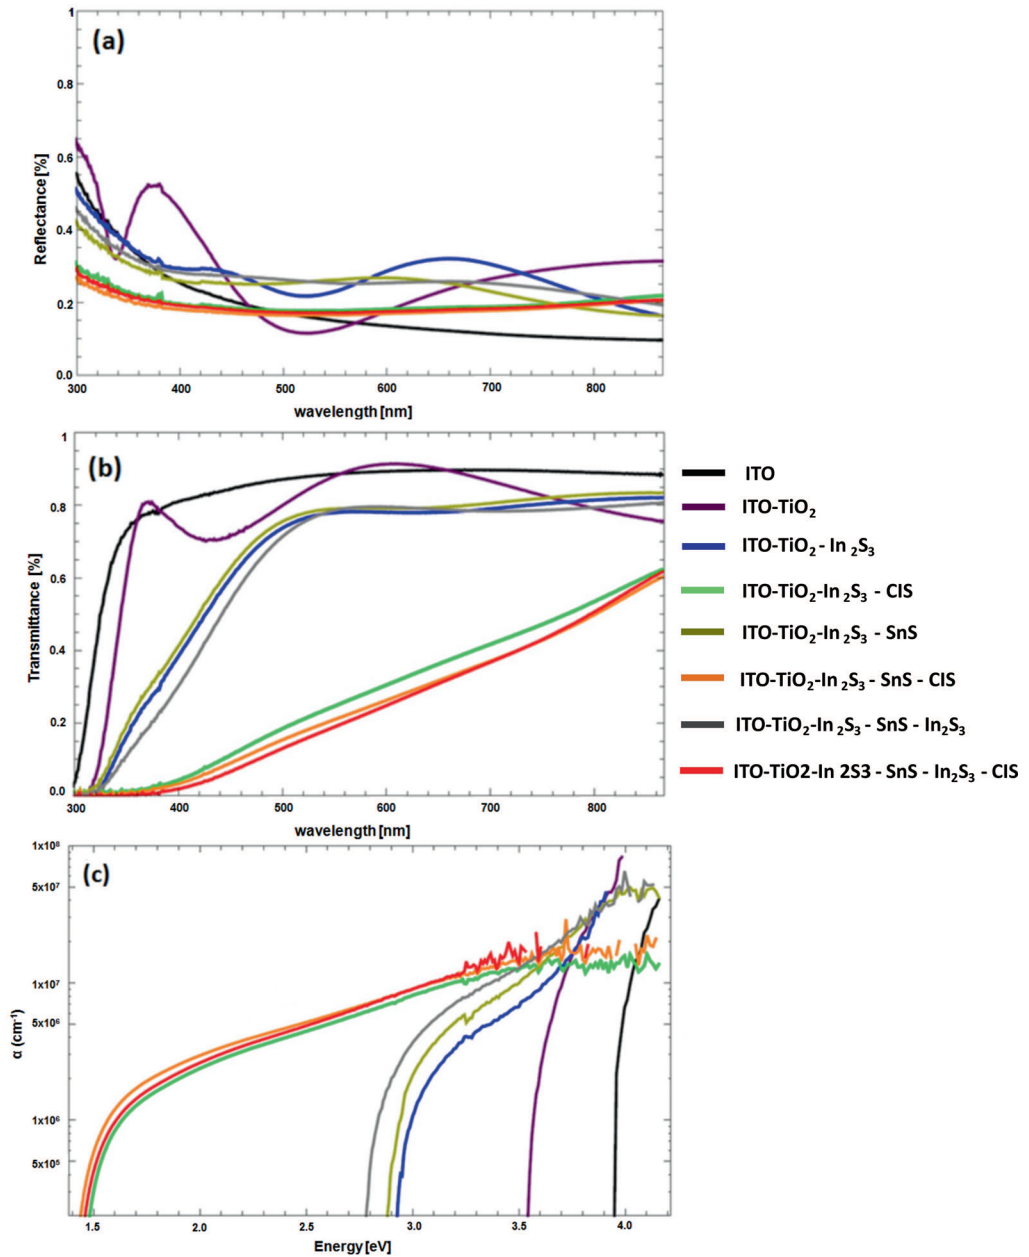 (a)
1
0.8
0.6
0.4
0.2
0.0
Reflectance [%]
300 400 500 600 700 800
wavelength [nm]
(b)
1
0.8
0.6
0.4
0.2
0.0
Transmittance [%]
300 400 500 600 700 800
wavelength [nm]
ITO
ITO-TiO₂
ITO-TiO₂ - In ₂S₃
ITO-TiO₂-In ₂S₃ - CIS
ITO-TiO₂-In ₂S₃ - SnS
ITO-TiO₂-In ₂S₃ - SnS - CIS
ITO-TiO₂-In ₂S₃ - SnS - In₂S₃
ITO-TiO2-In 2S3 - SnS - In₂S₃ - CIS
(c)
1x10⁸
5x10⁷
1x10⁷
5x10⁶
1x10⁶
5x10⁵
α (cm⁻¹)
1.5 2.0 2.5 3.0 3.5 4.0
Energy [eV]